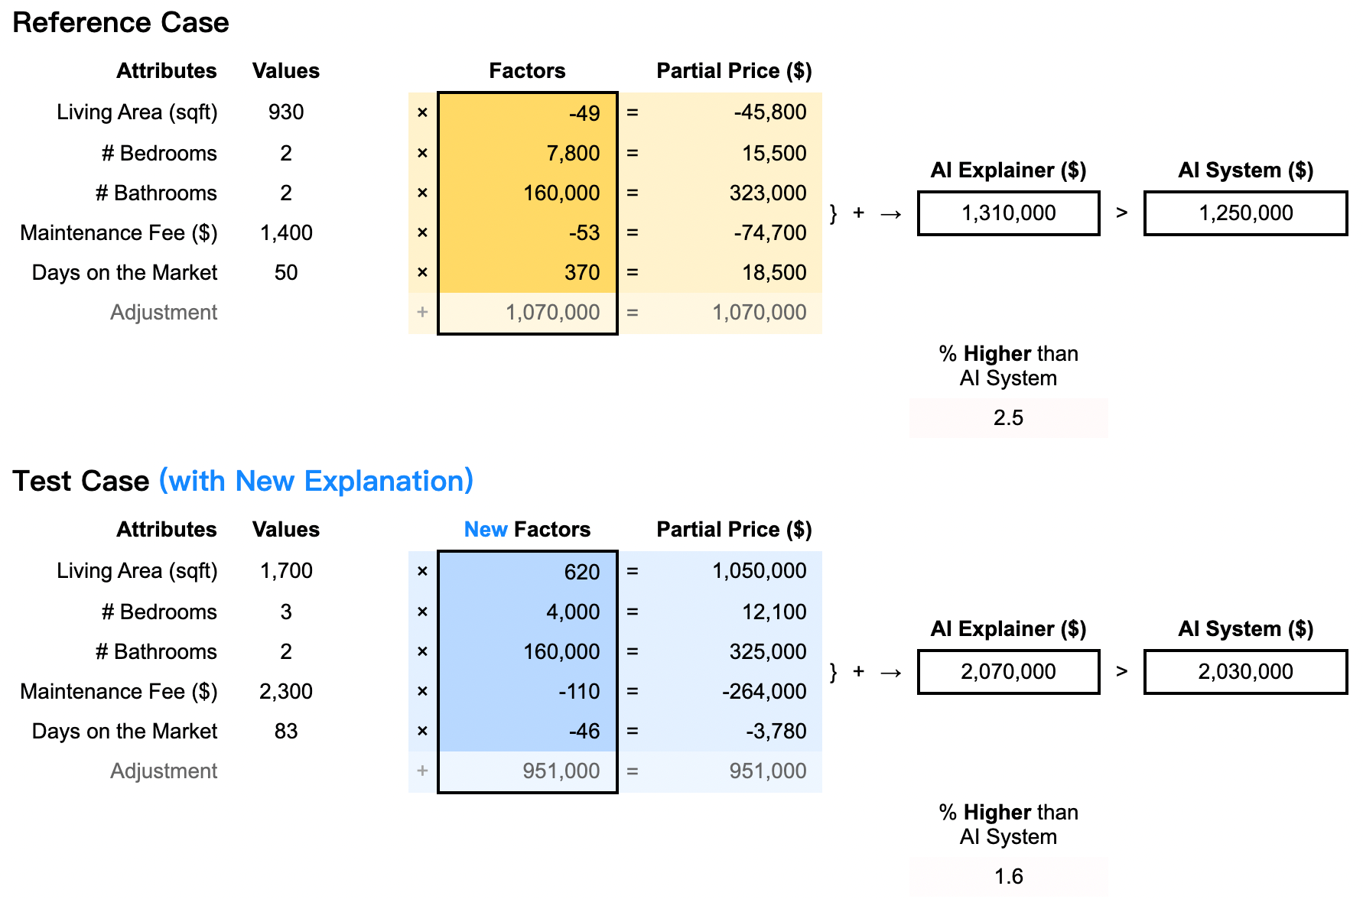 Reference Case
Attributes Values Factors Partial Price ($)
Living Area (sqft) 930 × -49 = -45,800
# Bedrooms 2 × 7,800 = 15,500
# Bathrooms 2 × 160,000 = 323,000
Maintenance Fee ($) 1,400 × -53 = -74,700
Days on the Market 50 × 370 = 18,500
Adjustment + 1,070,000 = 1,070,000
AI Explainer ($) AI System ($)
} + → 1,310,000 > 1,250,000
% Higher than
AI System
2.5
Test Case (with New Explanation)
Attributes Values New Factors Partial Price ($)
Living Area (sqft) 1,700 × 620 = 1,050,000
# Bedrooms 3 × 4,000 = 12,100
# Bathrooms 2 × 160,000 = 325,000
Maintenance Fee ($) 2,300 × -110 = -264,000
Days on the Market 83 × -46 = -3,780
Adjustment + 951,000 = 951,000
AI Explainer ($) AI System ($)
} + → 2,070,000 > 2,030,000
% Higher than
AI System
1.6